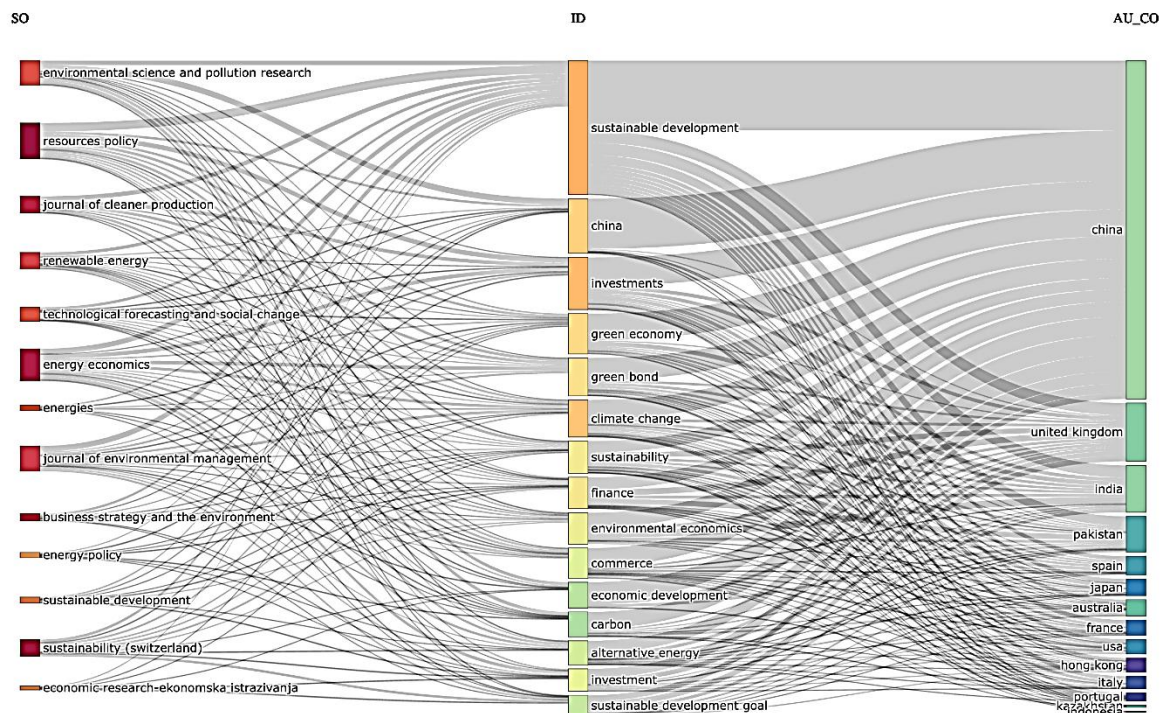 SO
ID
AU_CO
environmental science and pollution research
resources policy
journal of cleaner production
renewable energy
technological forecasting and social change
energy economics
energies
journal of environmental management
business strategy and the environment
energy policy
sustainable development
sustainability (switzerland)
economic research-ekonomska istrazivanja
sustainable development
china
investments
green economy
green bond
climate change
sustainability
finance
environmental economics
commerce
economic development
carbon
alternative energy
investment
sustainable development goal
china
united kingdom
india
pakistan
spain
japan
australia
france
usa
hong kong
italy
portugal
kazakhstan
indonesia